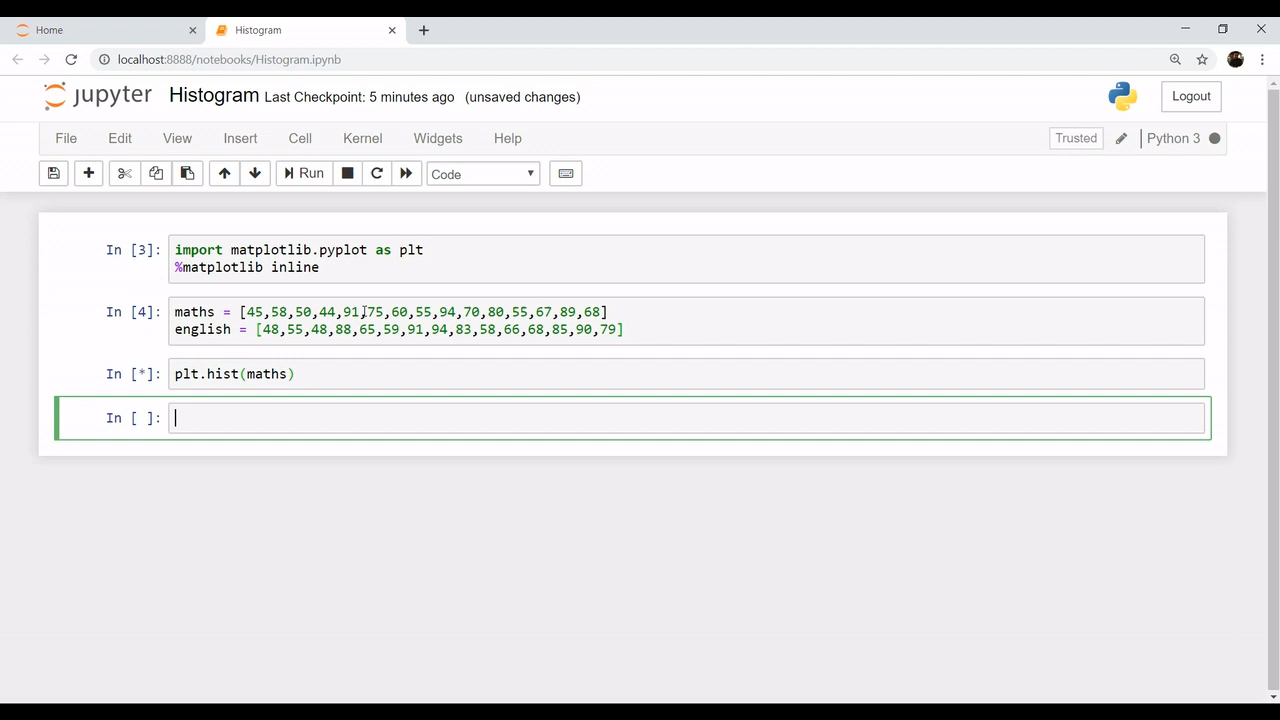 Home
Histogram
localhost:8888/notebooks/Histogram.ipynb
jupyter Histogram Last Checkpoint: 5 minutes ago (unsaved changes)
Logout
File Edit View Insert Cell Kernel Widgets Help
Trusted
Python 3
Run
Code
In [3]: import matplotlib.pyplot as plt
%matplotlib inline
In [4]: maths = [45,58,50,44,91,75,60,55,94,70,80,55,67,89,68]
english = [48,55,48,88,65,59,91,94,83,58,66,68,85,90,79]
In [*]: plt.hist(maths)
In [ ]: